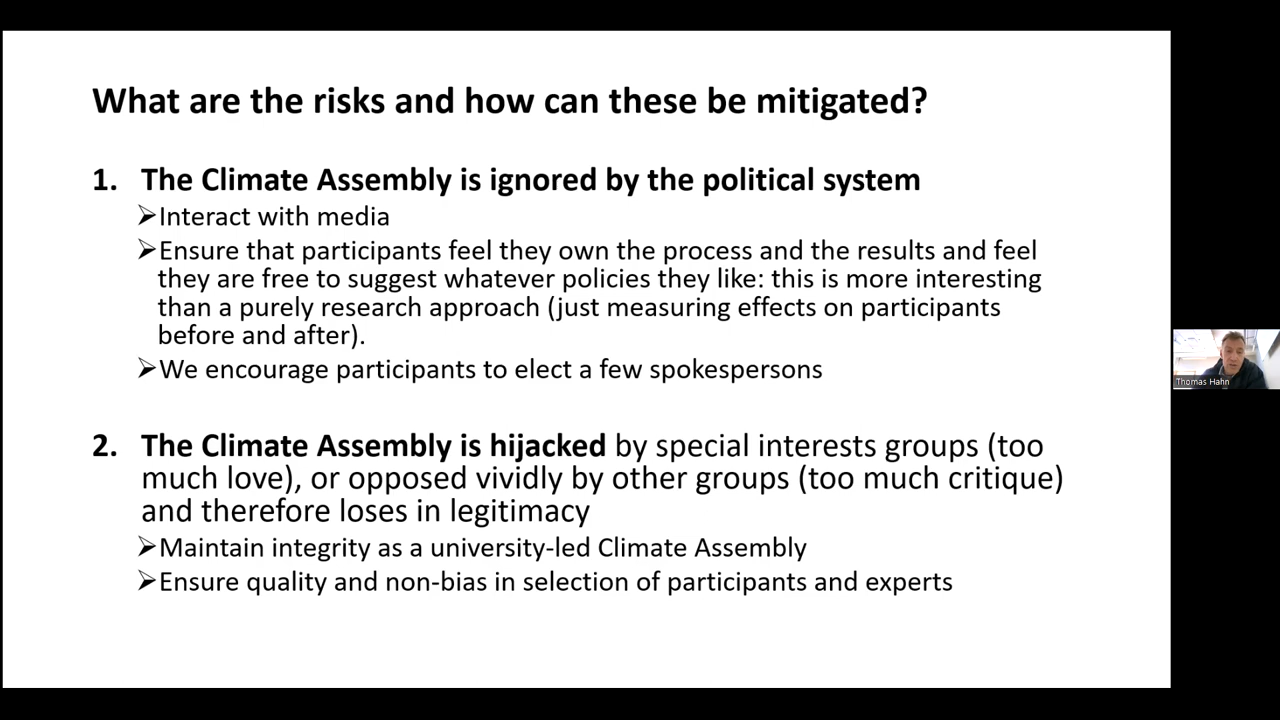 What are the risks and how can these be mitigated?
1. The Climate Assembly is ignored by the political system
➢Interact with media
➢Ensure that participants feel they own the process and the results and feel
they are free to suggest whatever policies they like: this is more interesting
than a purely research approach (just measuring effects on participants
before and after).
➢We encourage participants to elect a few spokespersons
2. The Climate Assembly is hijacked by special interests groups (too
much love), or opposed vividly by other groups (too much critique)
and therefore loses in legitimacy
➢Maintain integrity as a university-led Climate Assembly
➢Ensure quality and non-bias in selection of participants and experts
Thomas Hahn